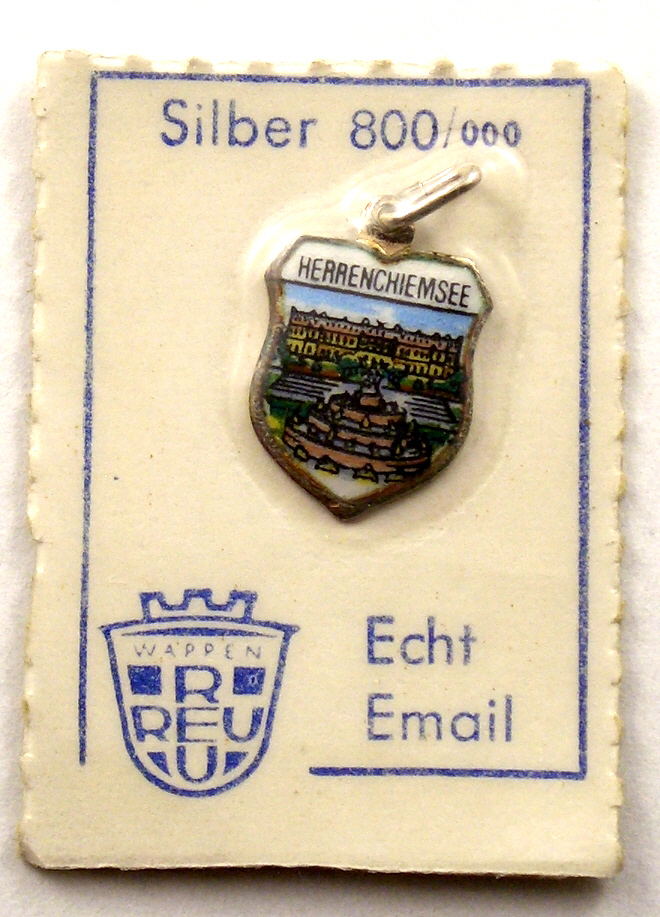 Silber 800/000
HERRENCHIEMSEE
WAPPEN
R
REU
U
Echt
Email